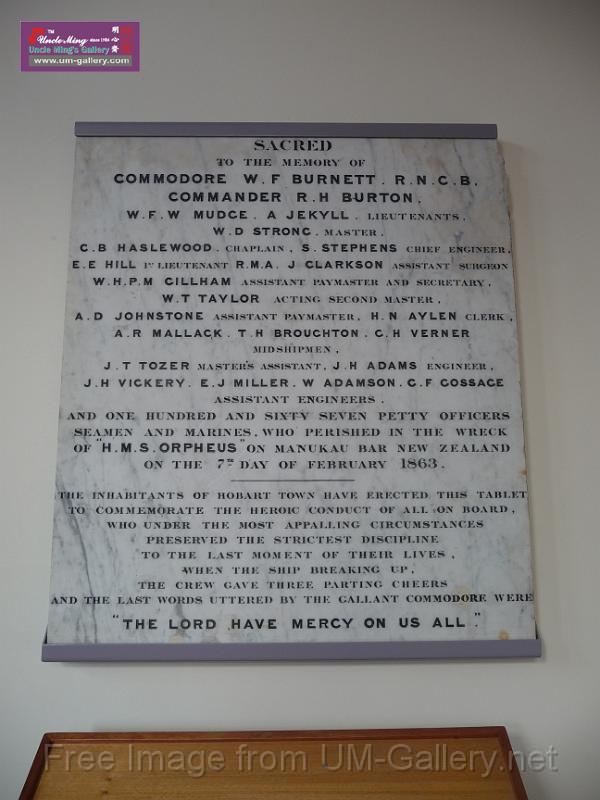 TM
Uncle Ming since 1986
明心齋
Uncle Ming's Gallery
www.um-gallery.com
SACRED
TO THE MEMORY OF
COMMODORE W.F BURNETT. R.N.C.B.
COMMANDER R.H BURTON,
W.F.W MUDGE. A JEKYLL. LIEUTENANTS.
W.D STRONG. MASTER.
C.B HASLEWOOD. CHAPLAIN, S. STEPHENS CHIEF ENGINEER,
E.E HILL 1ST LIEUTENANT R.M.A. J CLARKSON ASSISTANT SURGEON
W.H.P.M GILLHAM ASSISTANT PAYMASTER AND SECRETARY,
W.T TAYLOR ACTING SECOND MASTER,
A.D JOHNSTONE ASSISTANT PAYMASTER, H.N AYLEN CLERK,
A.R MALLACK. T.H BROUGHTON. C.H VERNER
MIDSHIPMEN,
J.T TOZER MASTER'S ASSISTANT, J.H ADAMS ENGINEER,
J.H VICKERY. E.J MILLER. W ADAMSON. C.F GOSSAGE
ASSISTANT ENGINEERS.
AND ONE HUNDRED AND SIXTY SEVEN PETTY OFFICERS
SEAMEN AND MARINES, WHO PERISHED IN THE WRECK
OF "H.M.S. ORPHEUS" ON MANUKAU BAR NEW ZEALAND
ON THE 7TH DAY OF FEBRUARY 1863.
THE INHABITANTS OF HOBART TOWN HAVE ERECTED THIS TABLET
TO COMMEMORATE THE HEROIC CONDUCT OF ALL ON BOARD,
WHO UNDER THE MOST APPALLING CIRCUMSTANCES
PRESERVED THE STRICTEST DISCIPLINE
TO THE LAST MOMENT OF THEIR LIVES,
WHEN THE SHIP BREAKING UP,
THE CREW GAVE THREE PARTING CHEERS
AND THE LAST WORDS UTTERED BY THE GALLANT COMMODORE WERE
"THE LORD HAVE MERCY ON US ALL."
Free Image from UM-Gallery.net